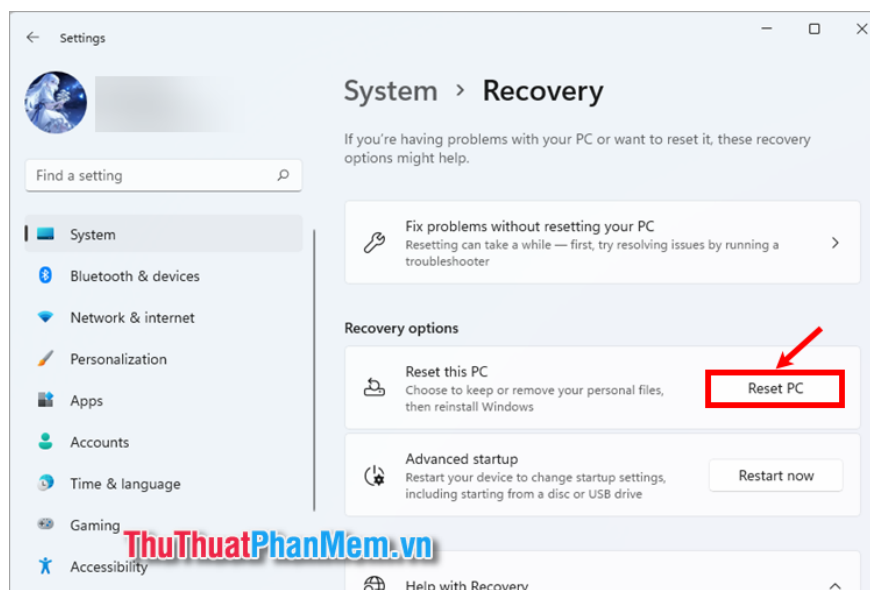 Settings
System > Recovery
If you're having problems with your PC or want to reset it, these recovery
options might help.
Find a setting
System
Bluetooth & devices
Network & internet
Personalization
Apps
Accounts
Time & language
Gaming
Accessibility
Fix problems without resetting your PC
Resetting can take a while — first, try resolving issues by running a
troubleshooter
Recovery options
Reset this PC
Choose to keep or remove your personal files,
then reinstall Windows
Reset PC
Advanced startup
Restart your device to change startup settings,
including starting from a disc or USB drive
Restart now
Help with Recovery
ThuThuatPhanMem.vn